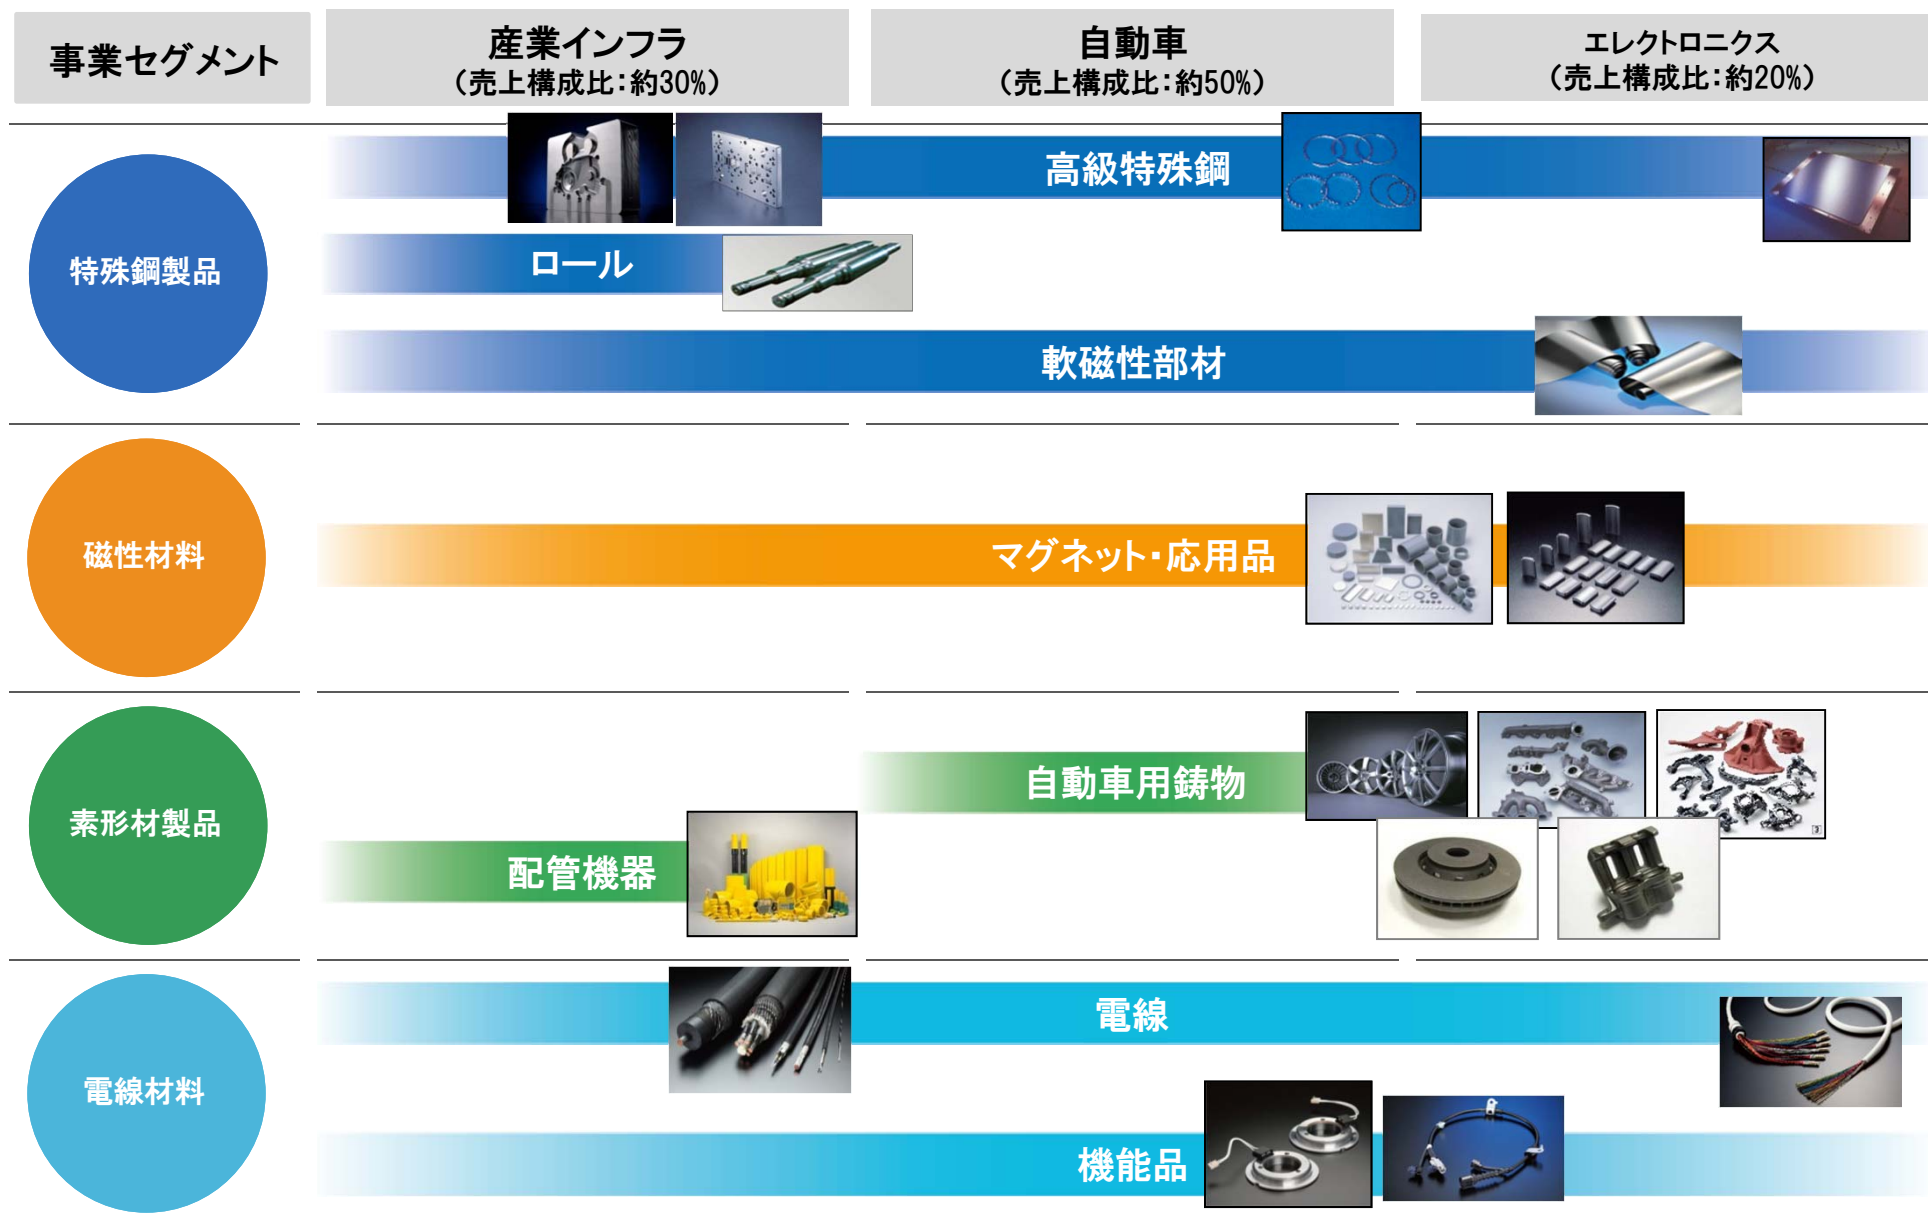 事業セグメント
産業インフラ
（売上構成比：約30%）
自動車
（売上構成比：約50%）
エレクトロニクス
（売上構成比：約20%）
特殊鋼製品
高級特殊鋼
ロール
軟磁性部材
磁性材料
マグネット・応用品
素形材製品
自動車用鋳物
配管機器
電線材料
電線
機能品